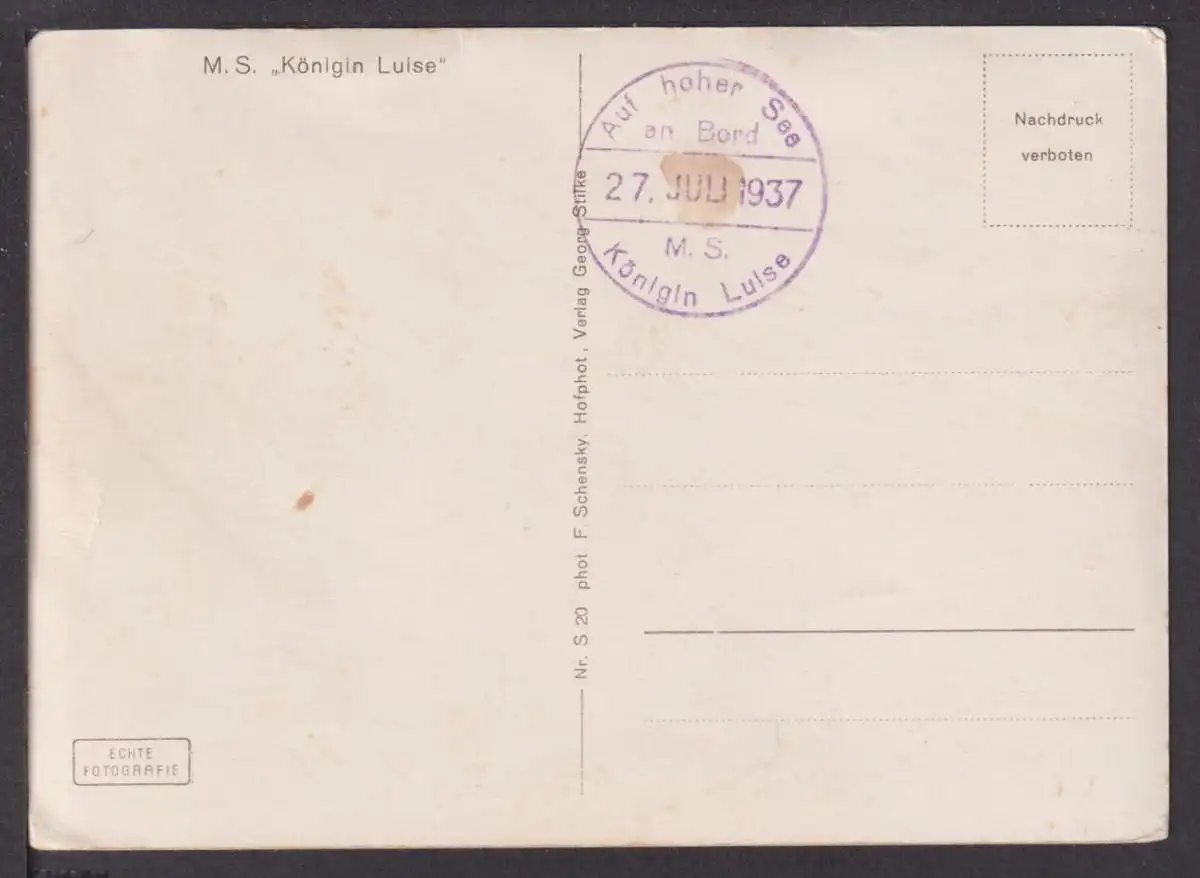 M. S. „Königin Luise“
Auf hoher See
an Bord
27. JULI 1937
M. S.
Königin Luise
Nachdruck
verboten
Nr. S 20 phot F. Schensky, Hofphot, Verlag Georg Stilke
ECHTE
FOTOGRAFIE